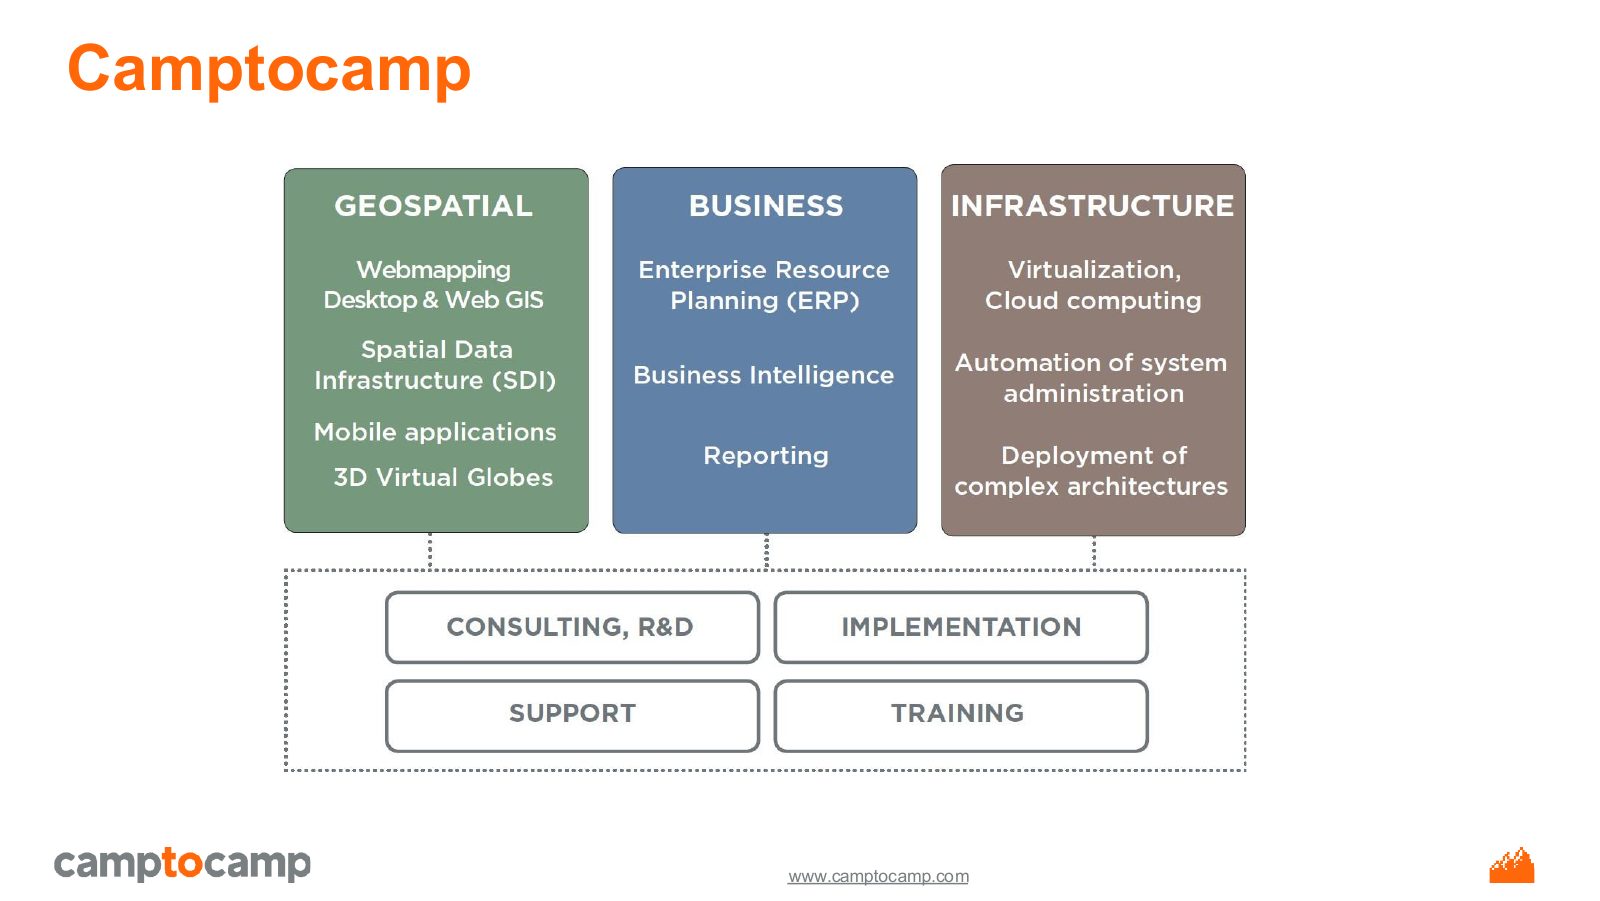 Camptocamp
GEOSPATIAL
Webmapping
Desktop & Web GIS
Spatial Data
Infrastructure (SDI)
Mobile applications
3D Virtual Globes
BUSINESS
Enterprise Resource
Planning (ERP)
Business Intelligence
Reporting
INFRASTRUCTURE
Virtualization,
Cloud computing
Automation of system
administration
Deployment of
complex architectures
CONSULTING, R&D
IMPLEMENTATION
SUPPORT
TRAINING
camptocamp
www.camptocamp.com